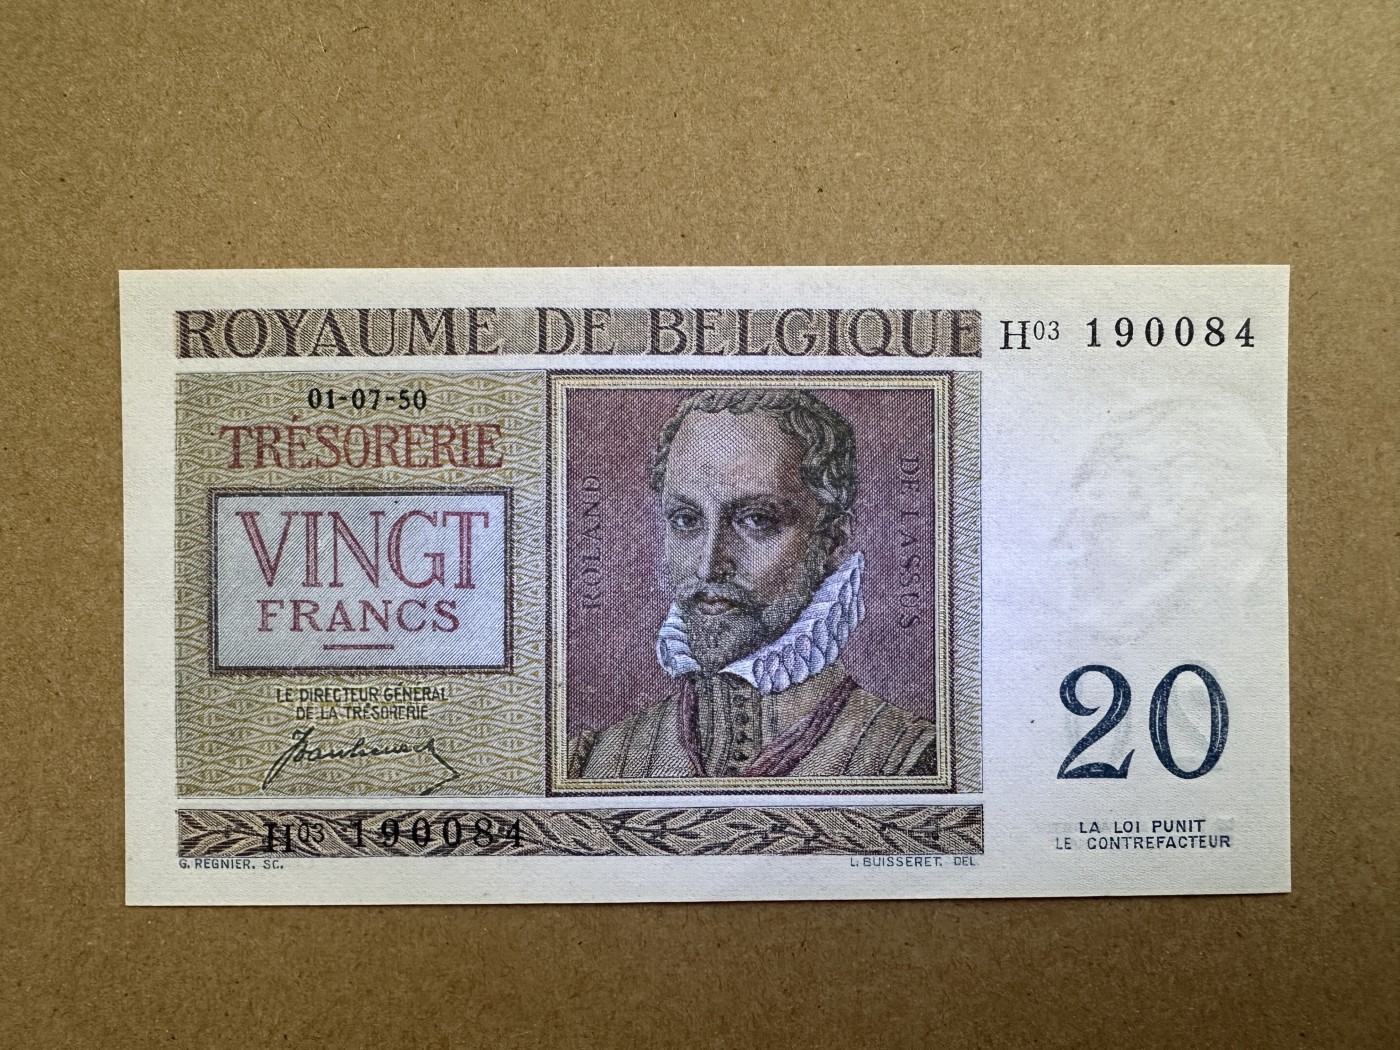 ROYAUME DE BELGIQUE
H03 190084
01-07-50
TRÉSORERIE
VINGT
FRANCS
LE DIRECTEUR GÉNÉRAL
DE LA TRÉSORERIE
ROLAND
DE LASSUS
20
LA LOI PUNIT
LE CONTREFACTEUR
H03 190084
G. REGNIER. SC.
L. BUISSERET. DEL